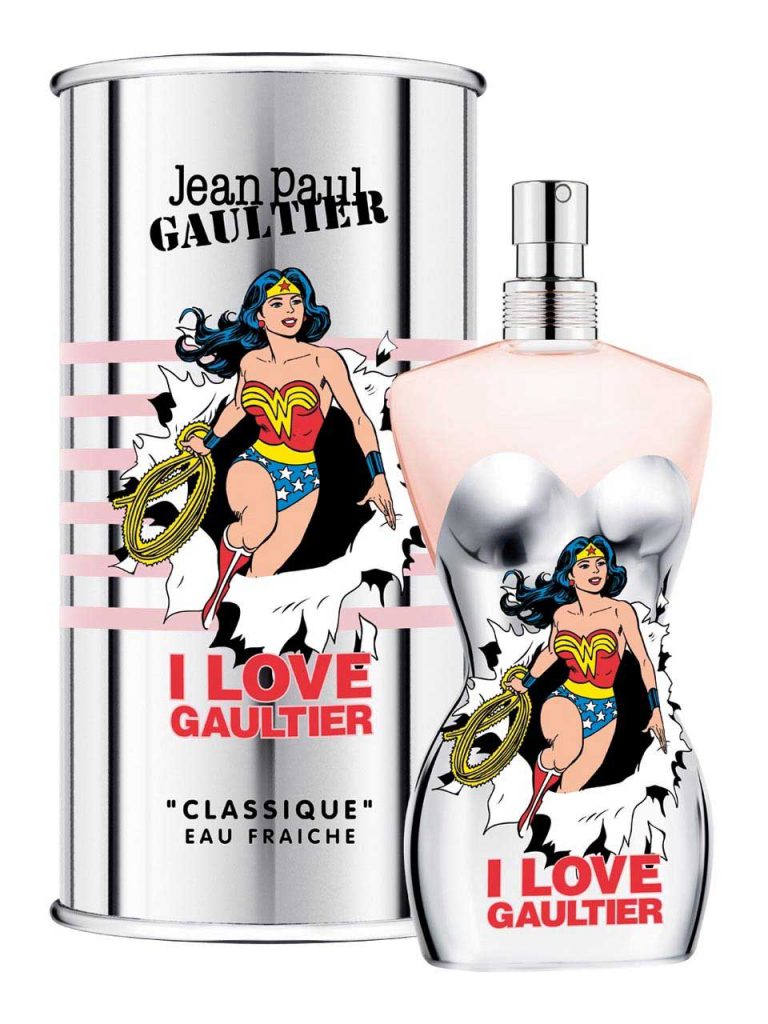 Jean Paul
GAULTIER
I LOVE
GAULTIER
"CLASSIQUE"
EAU FRAICHE
I LOVE
GAULTIER